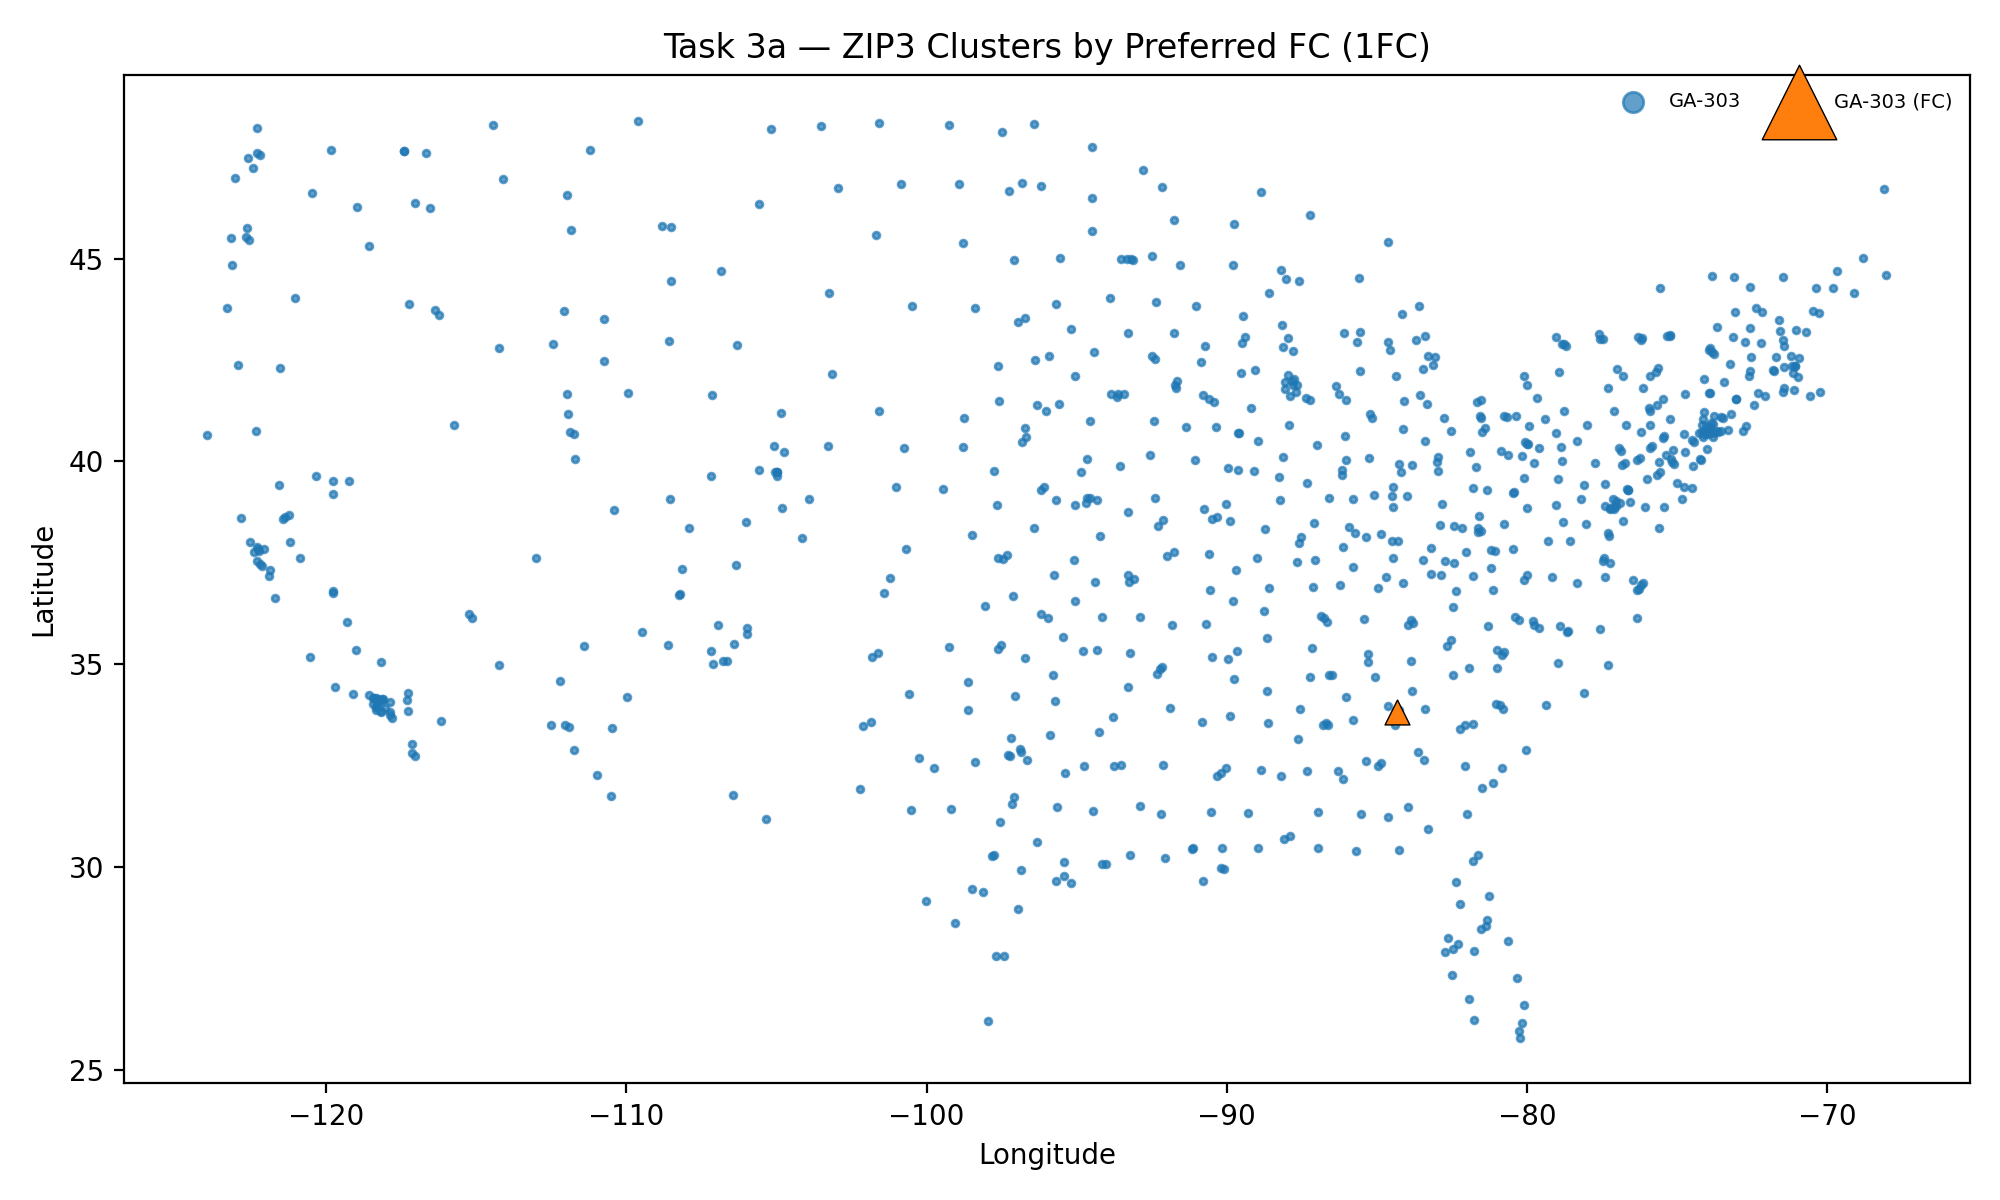 Task 3a — ZIP3 Clusters by Preferred FC (1FC)
GA-303
GA-303 (FC)
45
40
35
30
25
Latitude
−120
−110
−100
−90
−80
−70
Longitude